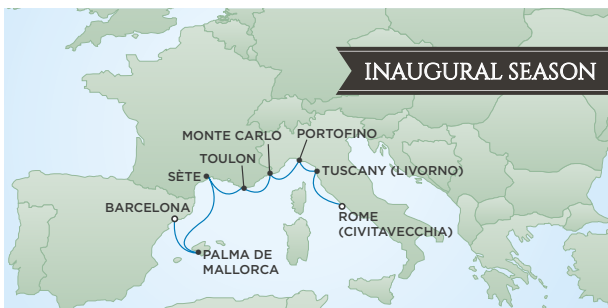 INAUGURAL SEASON
MONTE CARLO
PORTOFINO
TOULON
TUSCANY (LIVORNO)
SÈTE
BARCELONA
ROME
(CIVITAVECCHIA)
PALMA DE
MALLORCA